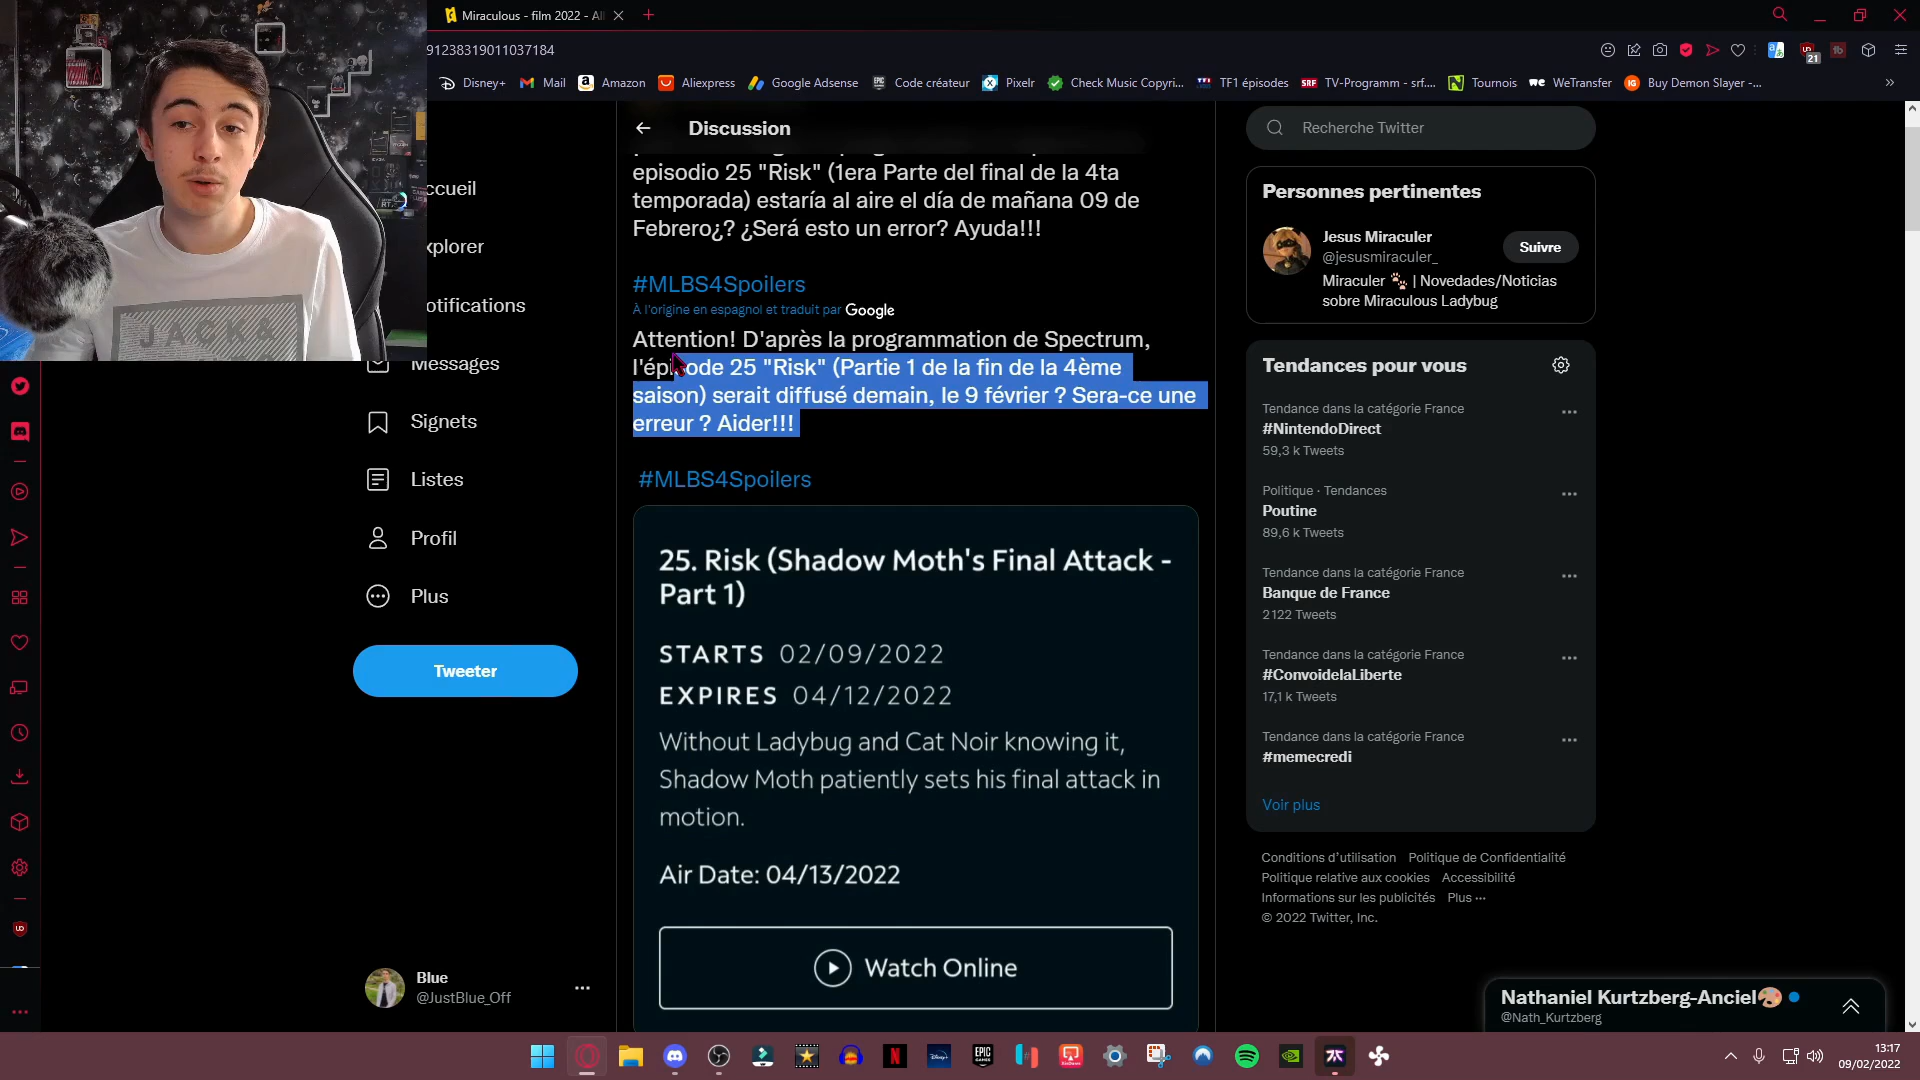 Miraculous - film 2022 - Al
91238319011037184
21
Disney+
Mail
Amazon
Aliexpress
Google Adsense
Code créateur
Pixelr
Check Music Copyri...
TF1 épisodes
SRF TV-Programm - srf....
Tournois
WeTransfer
Buy Demon Slayer -...
JACK &
ccueil
xplorer
otifications
Messages
Signets
Listes
Profil
Plus
Tweeter
Blue
@JustBlue_Off
Discussion
episodio 25 "Risk" (1era Parte del final de la 4ta
temporada) estaría al aire el día de mañana 09 de
Febrero¿? ¿Será esto un error? Ayuda!!!
#MLBS4Spoilers
À l'origine en espagnol et traduit par Google
Attention! D'après la programmation de Spectrum,
l'épisode 25 "Risk" (Partie 1 de la fin de la 4ème
saison) serait diffusé demain, le 9 février ? Sera-ce une
erreur ? Aider!!!
#MLBS4Spoilers
25. Risk (Shadow Moth's Final Attack -
Part 1)
STARTS 02/09/2022
EXPIRES 04/12/2022
Without Ladybug and Cat Noir knowing it,
Shadow Moth patiently sets his final attack in
motion.
Air Date: 04/13/2022
Watch Online
Recherche Twitter
Personnes pertinentes
Jesus Miraculer
@jesusmiraculer_
Suivre
Miraculer 🐾 | Novedades/Noticias
sobre Miraculous Ladybug
Tendances pour vous
Tendance dans la catégorie France
#NintendoDirect
59,3 k Tweets
Politique · Tendances
Poutine
89,6 k Tweets
Tendance dans la catégorie France
Banque de France
2122 Tweets
Tendance dans la catégorie France
#ConvoidelaLiberte
17,1 k Tweets
Tendance dans la catégorie France
#memecredi
Voir plus
Conditions d'utilisation Politique de Confidentialité
Politique relative aux cookies Accessibilité
Informations sur les publicités Plus ···
© 2022 Twitter, Inc.
Nathaniel Kurtzberg-Anciel🎨
@Nath_Kurtzberg
13:17
09/02/2022